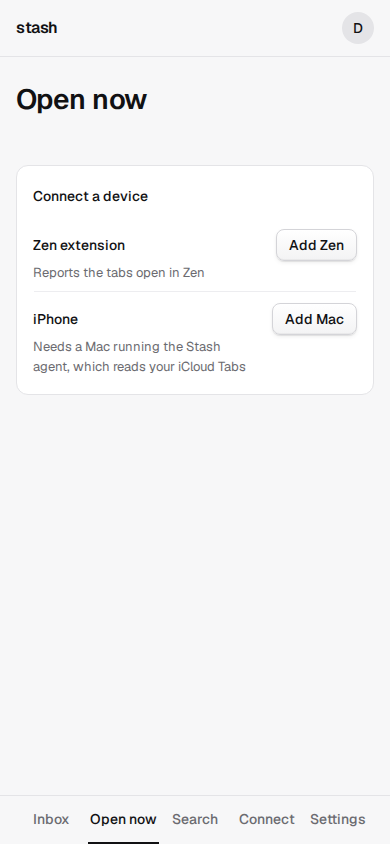 stash
D
Open now
Connect a device
Zen extension
Add Zen
Reports the tabs open in Zen
iPhone
Add Mac
Needs a Mac running the Stash
agent, which reads your iCloud Tabs
Inbox
Open now
Search
Connect
Settings